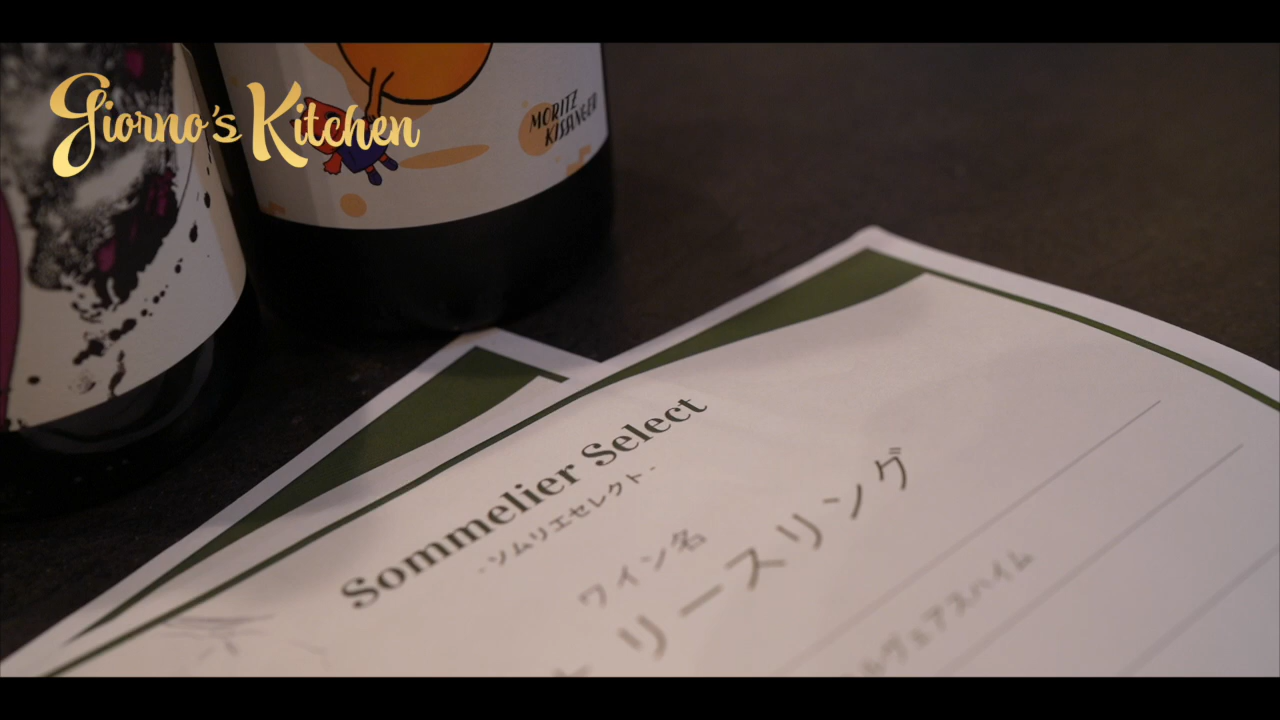 Giorno's Kitchen
MORITZ
KISSINGER
Sommelier Select
- ソムリエセレクト -
ワイン名
リースリング